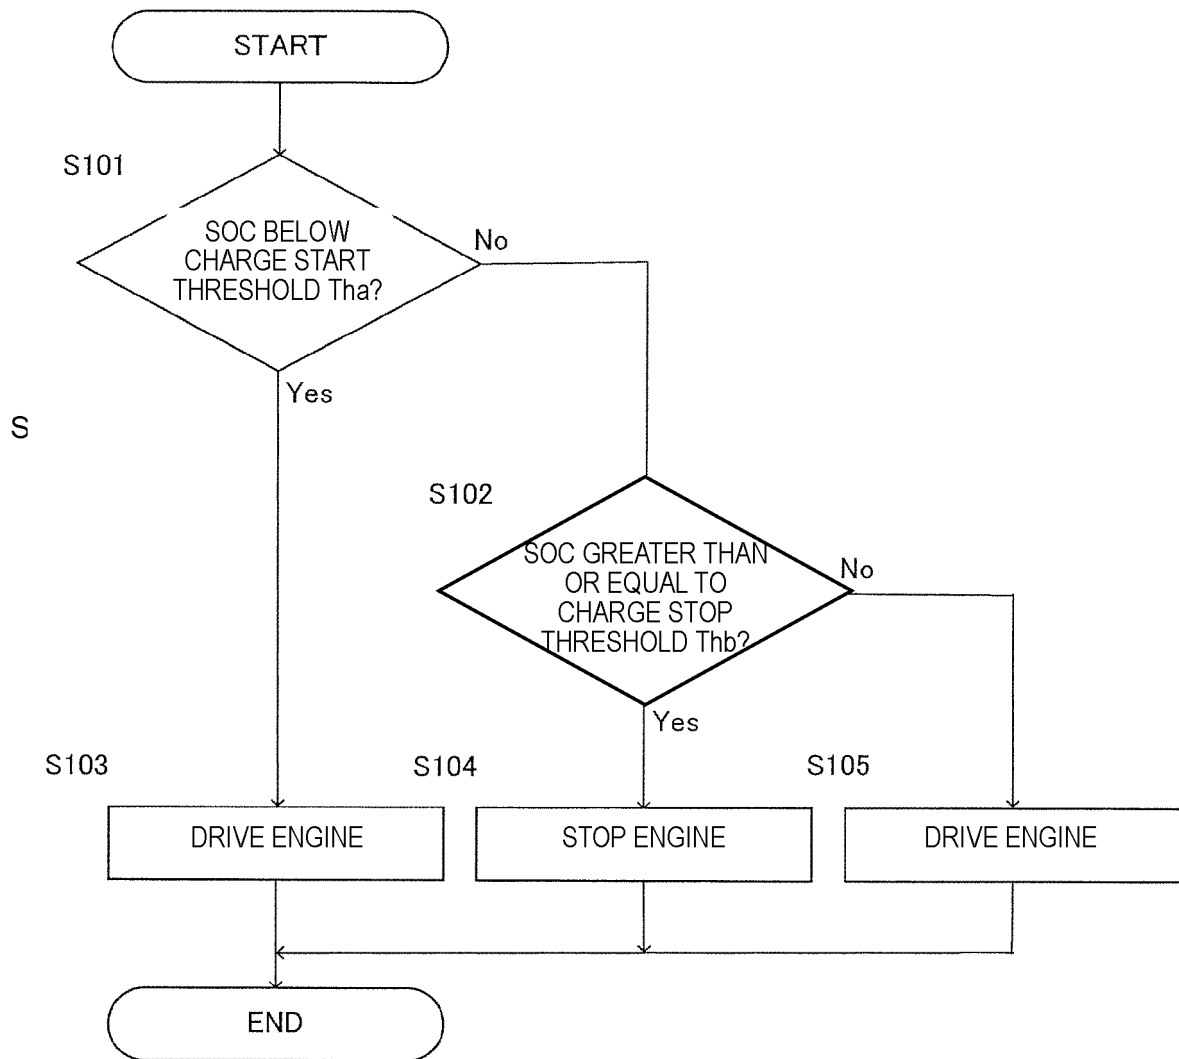 START
S101
SOC BELOW
CHARGE START
THRESHOLD Tha?
No
Yes
S
S102
SOC GREATER THAN
OR EQUAL TO
CHARGE STOP
THRESHOLD Thb?
No
Yes
S103
S104
S105
DRIVE ENGINE
STOP ENGINE
DRIVE ENGINE
END